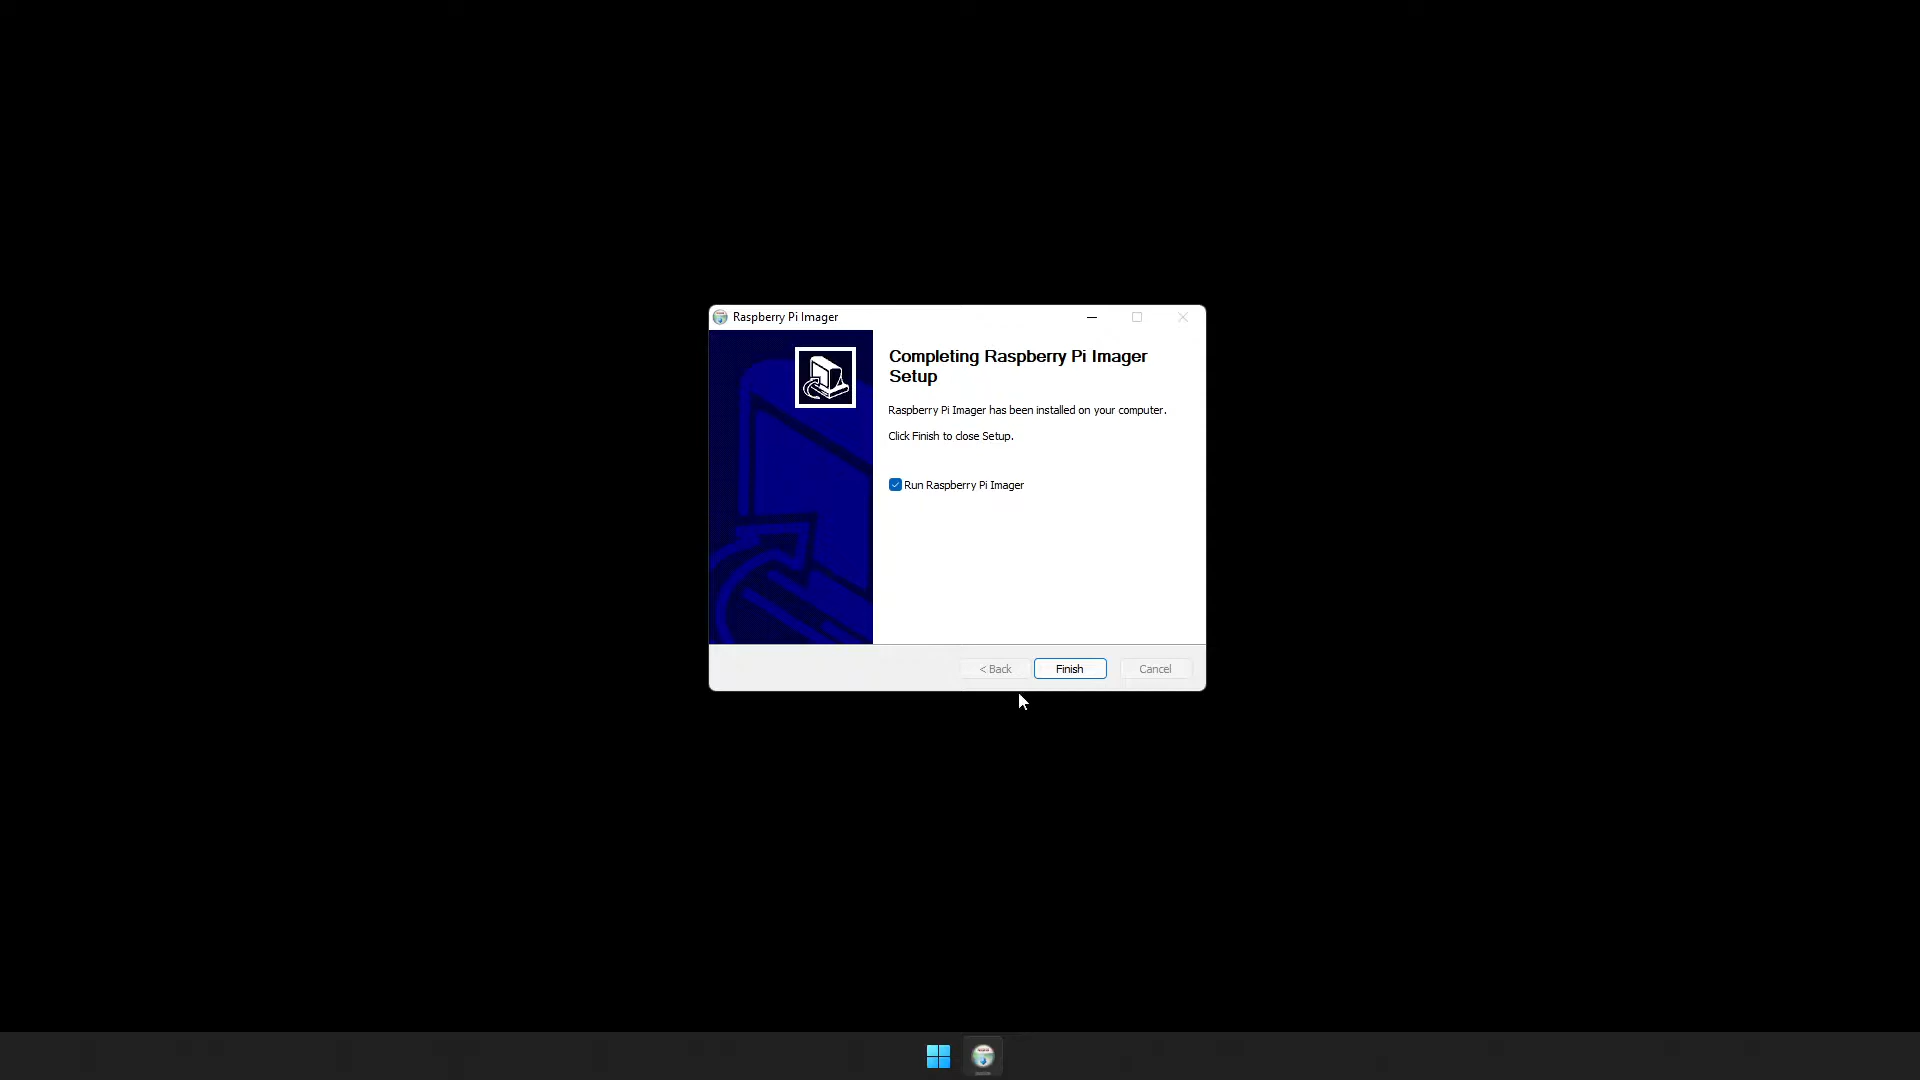 Raspberry Pi Imager
Completing Raspberry Pi Imager
Setup
Raspberry Pi Imager has been installed on your computer.
Click Finish to close Setup.
Run Raspberry Pi Imager
< Back
Finish
Cancel